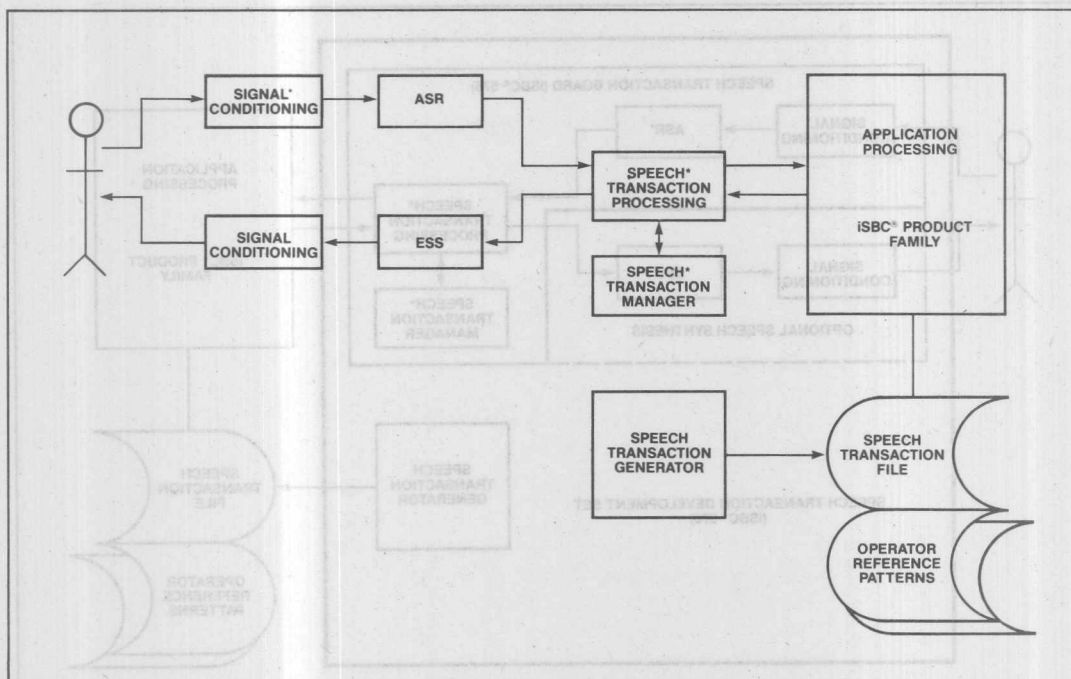 SIGNAL*
CONDITIONING
ASR
SPEECH*
TRANSACTION
PROCESSING
APPLICATION
PROCESSING
iSBC® PRODUCT
FAMILY
SIGNAL
CONDITIONING
ESS
SPEECH*
TRANSACTION
MANAGER
SPEECH
TRANSACTION
GENERATOR
SPEECH
TRANSACTION
FILE
OPERATOR
REFERENCE
PATTERNS